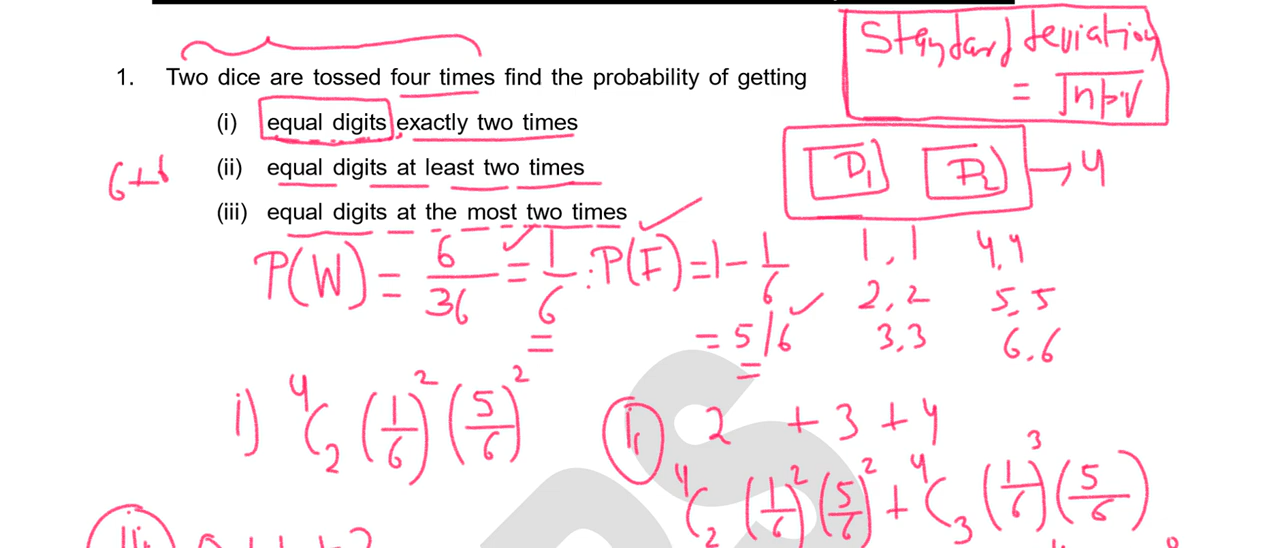 Standard deviation
= √npq
1. Two dice are tossed four times find the probability of getting
(i) equal digits exactly two times
(ii) equal digits at least two times
(iii) equal digits at the most two times
D₁ D₂ → 4
P(W) = 6/36 = 1/6 : P(F) = 1 - 1/6
= 5/6
1,1 4,4
2,2 5,5
3,3 6,6
i) ⁴C₂ (1/6)² (5/6)²
ii 2 + 3 + 4
⁴C₂ (1/6)² (5/6)² + ⁴C₃ (1/6)³ (5/6)